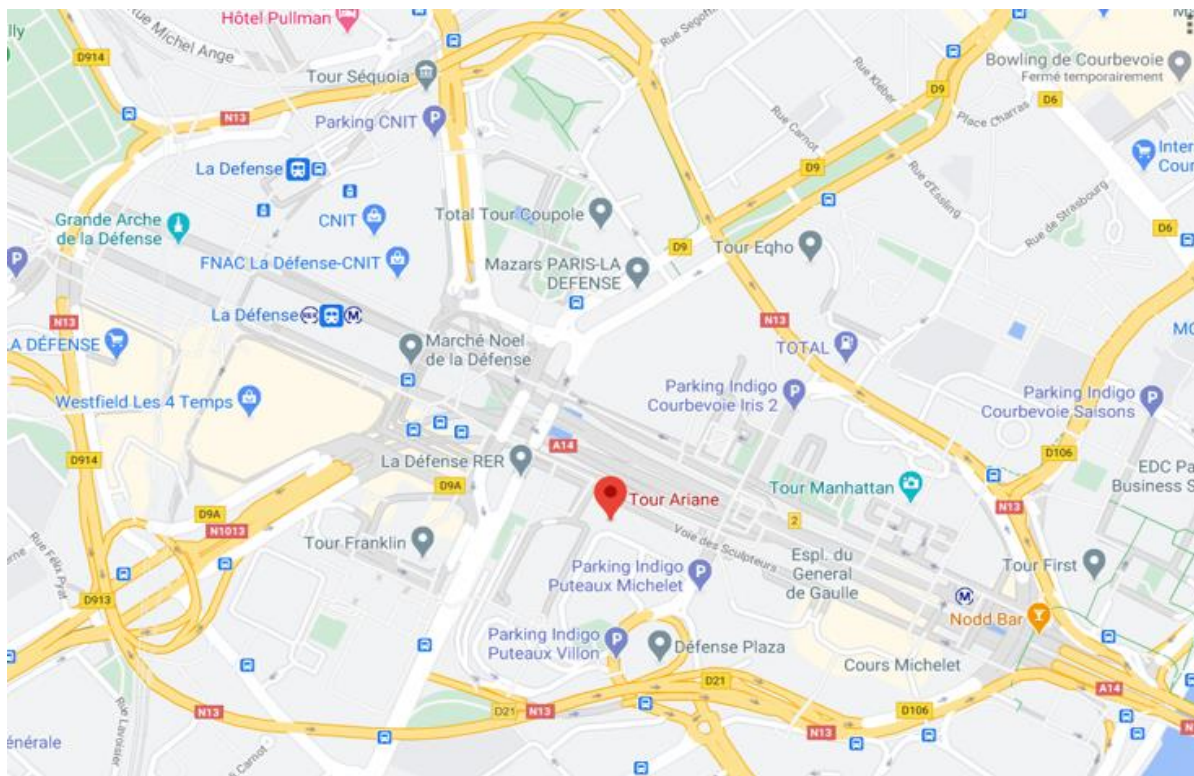 Hôtel Pullman
Rue Michel Ange
D914
Tour Séquoia
N13
Parking CNIT
La Defense
Grande Arche
de la Défense
CNIT
FNAC La Défense-CNIT
Total Tour Coupole
Mazars PARIS-LA
DEFENSE
D9
Rue Kléber
Rue Carnot
Bowling de Courbevoie
Fermé temporairement
D6
Place Charras
D9
Rue d'Essling
Rue de Strasbourg
D6
D9
Tour Eqho
La Défense
RER
M
N13
LA DÉFENSE
Marché Noel
de la Défense
N13
TOTAL
Westfield Les 4 Temps
Parking Indigo
Courbevoie Iris 2
Parking Indigo
Courbevoie Saisons
A14
D914
La Défense RER
D9A
D106
Tour Ariane
Tour Manhattan
N13
D9A
N1013
2
Tour Franklin
Voie des Sculpteurs
Espl. du
General
de Gaulle
Tour First
Rue Félix Pyat
Parking Indigo
Puteaux Michelet
D913
M
Nodd Bar
Parking Indigo
Puteaux Villon
Défense Plaza
Cours Michelet
D21
A14
N13
D21
N13
D106
N13
Rue Lavoisier